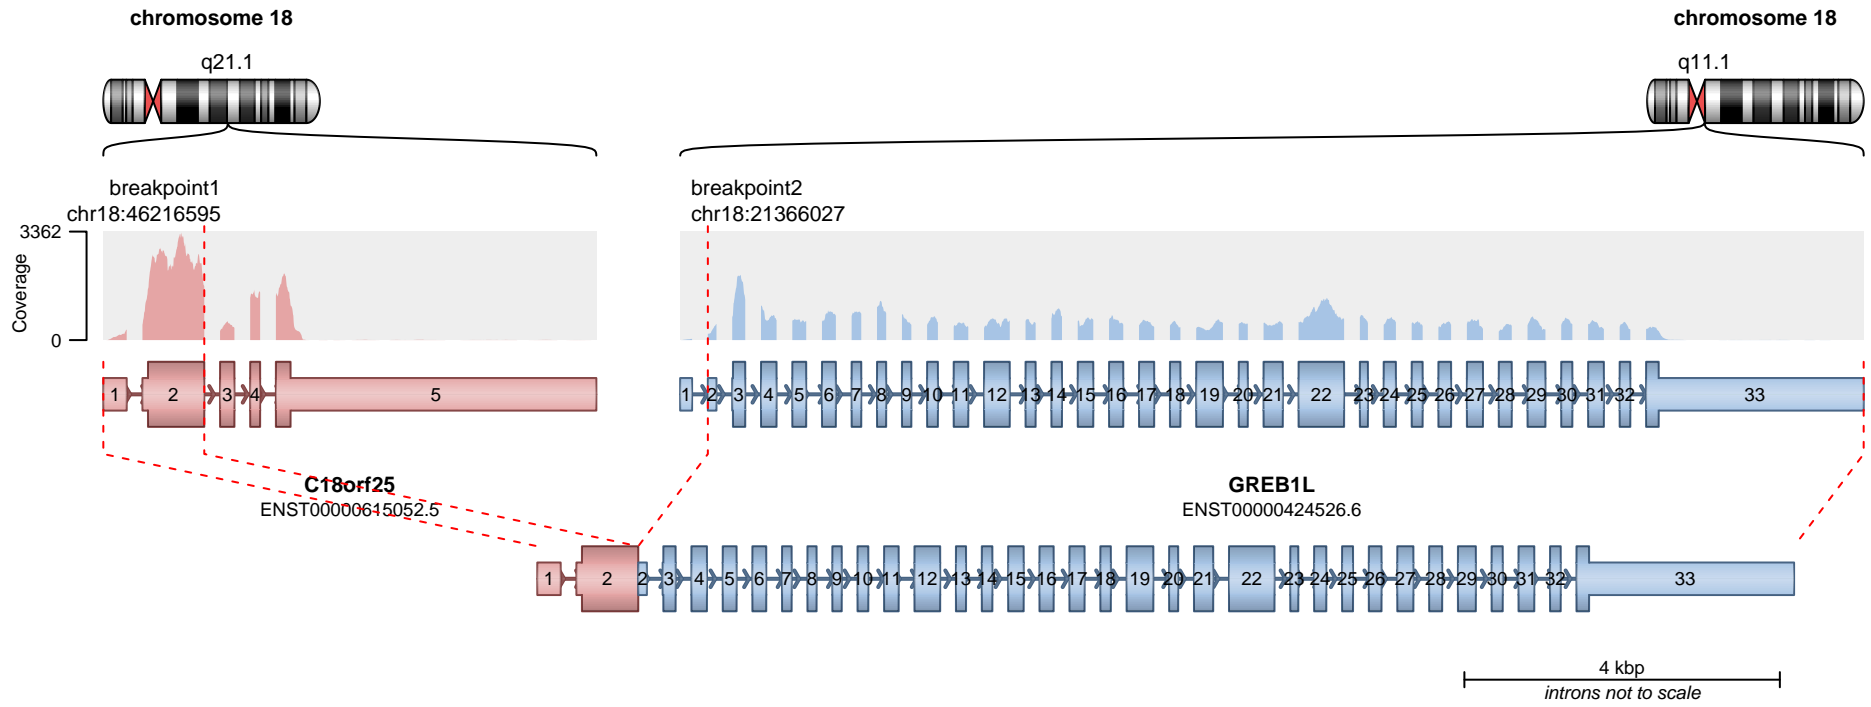 chromosome 18
chromosome 18
q21.1
q11.1
breakpoint1
chr18:46216595
breakpoint2
chr18:21366027
3362
Coverage
0
1 2 3 4 5
1 2 3 4 5 6 7 8 9 10 11 12 13 14 15 16 17 18 19 20 21 22 23 24 25 26 27 28 29 30 31 32 33
C18orf25
ENST00000615052.5
GREB1L
ENST00000424526.6
1 2 2 3 4 5 6 7 8 9 10 11 12 13 14 15 16 17 18 19 20 21 22 23 24 25 26 27 28 29 30 31 32 33
4 kbp
introns not to scale